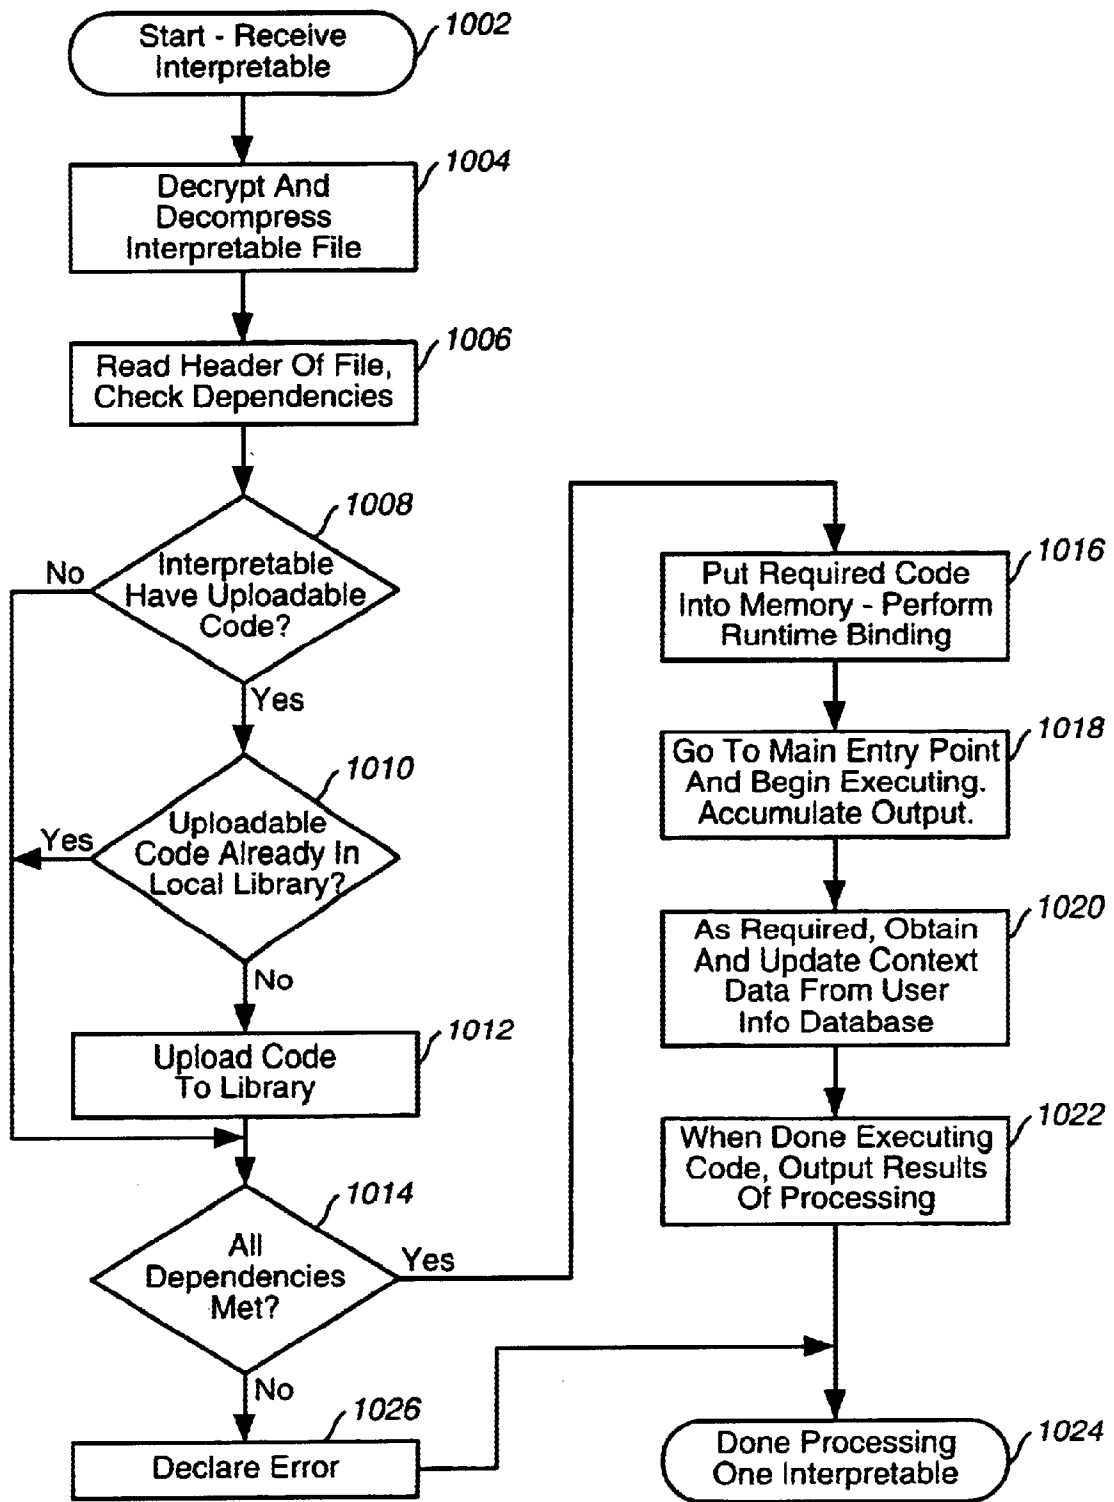 Start - Receive
Interpretable
1002
Decrypt And
Decompress
Interpretable File
1004
Read Header Of File,
Check Dependencies
1006
Interpretable
Have Uploadable
Code?
1008
No
Yes
Uploadable
Code Already In
Local Library?
1010
Yes
No
Upload Code
To Library
1012
All
Dependencies
Met?
1014
Yes
No
Declare Error
1026
Put Required Code
Into Memory - Perform
Runtime Binding
1016
Go To Main Entry Point
And Begin Executing.
Accumulate Output.
1018
As Required, Obtain
And Update Context
Data From User
Info Database
1020
When Done Executing
Code, Output Results
Of Processing
1022
Done Processing
One Interpretable
1024